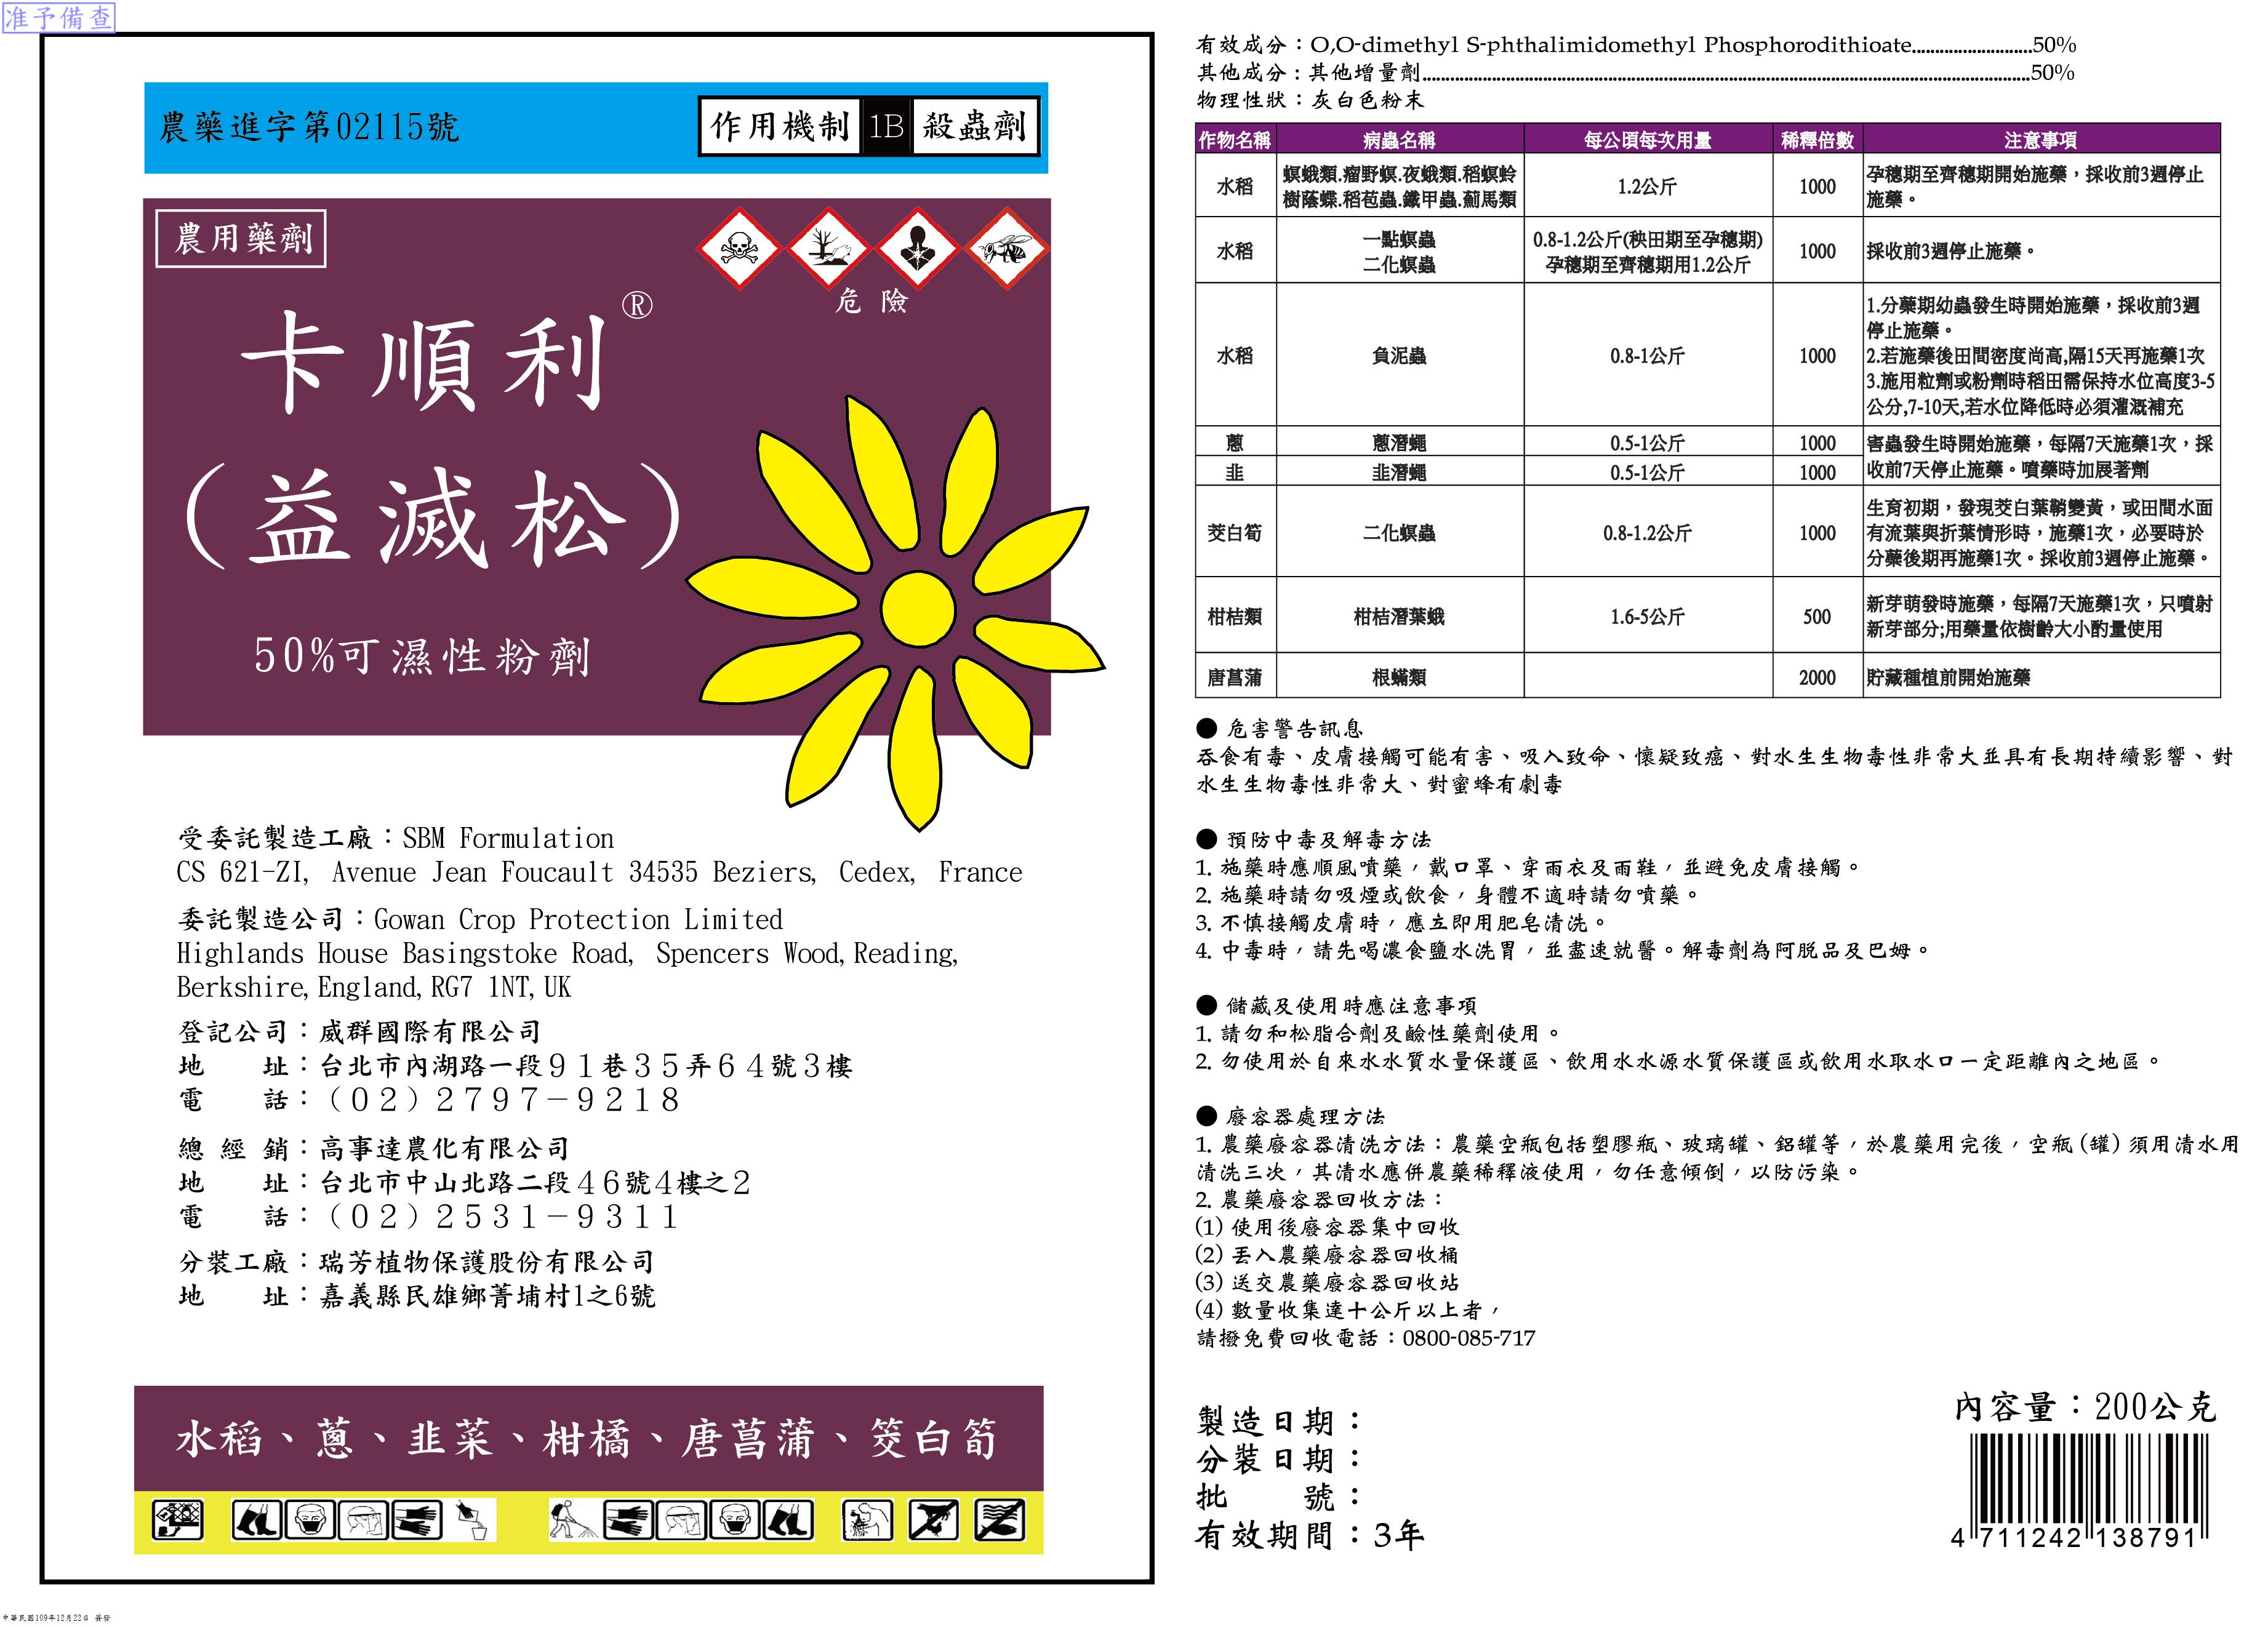 准予備查
農藥進字第02115號
作用機制 1B 殺蟲劑
農用藥劑
危險
卡順利®
（益滅松）
50%可濕性粉劑
受委託製造工廠：SBM Formulation
CS 621-ZI, Avenue Jean Foucault 34535 Beziers, Cedex, France
委託製造公司：Gowan Crop Protection Limited
Highlands House Basingstoke Road, Spencers Wood,Reading,
Berkshire,England,RG7 1NT,UK
登記公司：威群國際有限公司
地　　址：台北市內湖路一段９１巷３５弄６４號３樓
電　　話：（０２）２７９７－９２１８
總 經 銷：高事達農化有限公司
地　　址：台北市中山北路二段４６號４樓之２
電　　話：（０２）２５３１－９３１１
分裝工廠：瑞芳植物保護股份有限公司
地　　址：嘉義縣民雄鄉菁埔村1之6號
水稻、蔥、韭菜、柑橘、唐菖蒲、筊白筍
中華民國109年12月22日 簽發
有效成分：O,O-dimethyl S-phthalimidomethyl Phosphorodithioate..........................50%
其他成分：其他增量劑....................................................................................................................................50%
物理性狀：灰白色粉末
作物名稱 病蟲名稱 每公頃每次用量 稀釋倍數 注意事項
水稻 螟蛾類.瘤野螟.夜蛾類.稻螟蛉 1.2公斤 1000 孕穗期至齊穗期開始施藥，採收前3週停止
樹蔭蝶.稻苞蟲.鐵甲蟲.薊馬類 施藥。
水稻 一點螟蟲 0.8-1.2公斤(秧田期至孕穗期) 1000 採收前3週停止施藥。
二化螟蟲 孕穗期至齊穗期用1.2公斤
水稻 負泥蟲 0.8-1公斤 1000 1.分蘗期幼蟲發生時開始施藥，採收前3週
停止施藥。
2.若施藥後田間密度尚高,隔15天再施藥1次
3.施用粒劑或粉劑時稻田需保持水位高度3-5
公分,7-10天,若水位降低時必須灌溉補充
蔥 蔥潛蠅 0.5-1公斤 1000 害蟲發生時開始施藥，每隔7天施藥1次，採
韭 韭潛蠅 0.5-1公斤 1000 收前7天停止施藥。噴藥時加展著劑
茭白筍 二化螟蟲 0.8-1.2公斤 1000 生育初期，發現茭白葉鞘變黃，或田間水面
有流葉與折葉情形時，施藥1次，必要時於
分蘗後期再施藥1次。採收前3週停止施藥。
柑桔類 柑桔潛葉蛾 1.6-5公斤 500 新芽萌發時施藥，每隔7天施藥1次，只噴射
新芽部分;用藥量依樹齡大小酌量使用
唐菖蒲 根蟎類 2000 貯藏種植前開始施藥
● 危害警告訊息
吞食有毒、皮膚接觸可能有害、吸入致命、懷疑致癌、對水生生物毒性非常大並具有長期持續影響、對
水生生物毒性非常大、對蜜蜂有劇毒
● 預防中毒及解毒方法
1. 施藥時應順風噴藥，戴口罩、穿雨衣及雨鞋，並避免皮膚接觸。
2. 施藥時請勿吸煙或飲食，身體不適時請勿噴藥。
3. 不慎接觸皮膚時，應立即用肥皂清洗。
4. 中毒時，請先喝濃食鹽水洗胃，並盡速就醫。解毒劑為阿脫品及巴姆。
● 儲藏及使用時應注意事項
1. 請勿和松脂合劑及鹼性藥劑使用。
2. 勿使用於自來水水質水量保護區、飲用水水源水質保護區或飲用水取水口一定距離內之地區。
● 廢容器處理方法
1. 農藥廢容器清洗方法：農藥空瓶包括塑膠瓶、玻璃罐、鋁罐等，於農藥用完後，空瓶(罐)須用清水用
清洗三次，其清水應併農藥稀釋液使用，勿任意傾倒，以防污染。
2. 農藥廢容器回收方法：
(1) 使用後廢容器集中回收
(2) 丟入農藥廢容器回收桶
(3) 送交農藥廢容器回收站
(4) 數量收集達十公斤以上者，
請撥免費回收電話：0800-085-717
製造日期：
分裝日期：
批　　號：
有效期間：3年
內容量：200公克
4 711242 138791